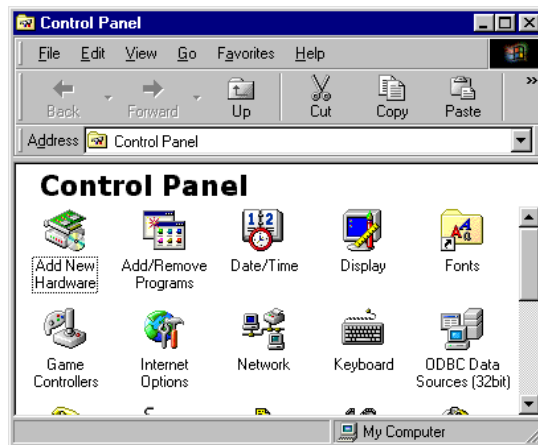 Control Panel
File Edit View Go Favorites Help
Back Forward Up Cut Copy Paste »
Address Control Panel
Control Panel
Add New Hardware
Add/Remove Programs
Date/Time
Display
Fonts
Game Controllers
Internet Options
Network
Keyboard
ODBC Data Sources (32bit)
My Computer